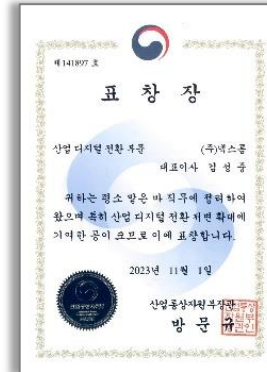 제 141897 호
표 창 장
산업 디지털 전환 부문 (주)넥스톰
대표이사 김성중
귀하는 평소 맡은 바 직무에 정려하여
왔으며 특히 산업 디지털 전환 저변 확대에
기여한 공이 크므로 이에 표창합니다.
2023년 11월 1일
산업통상자원부장관
방 문 규